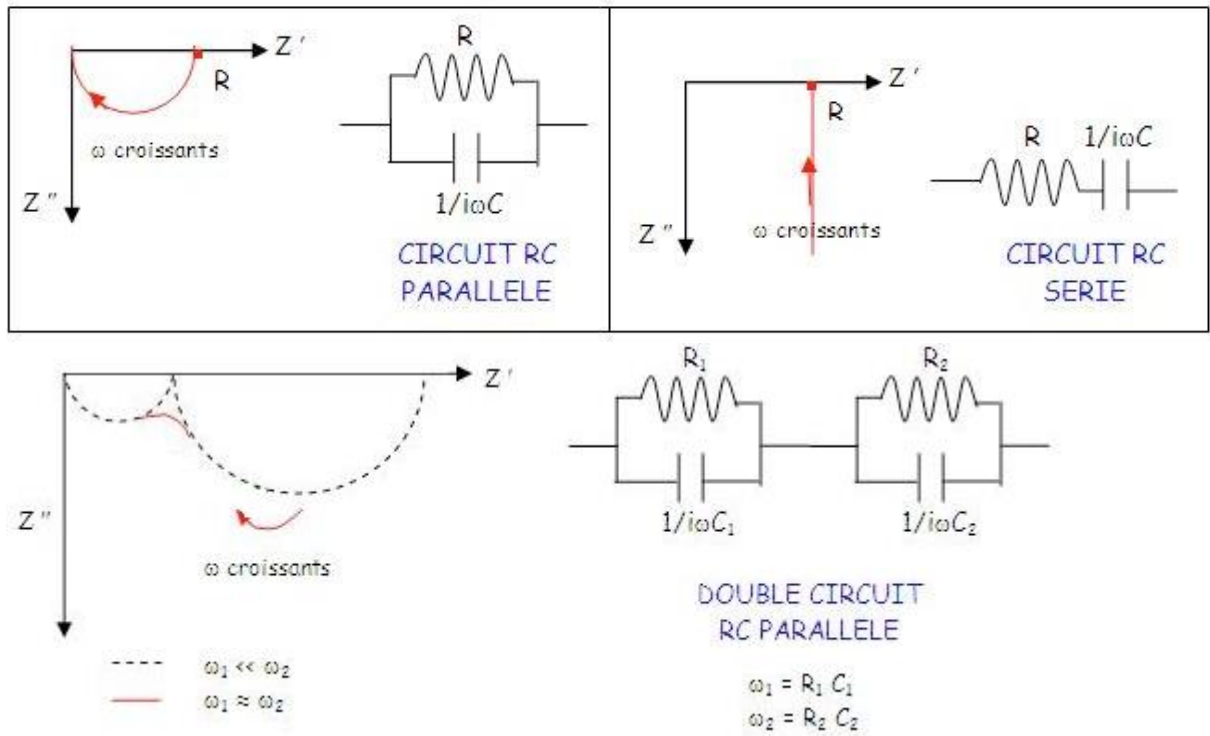 Z'
R
ω croissants
Z"
R
1/iωC
CIRCUIT RC
PARALLELE
Z'
R
ω croissants
Z"
R
1/iωC
CIRCUIT RC
SERIE
Z'
Z"
ω croissants
ω₁ << ω₂
ω₁ ≈ ω₂
R₁
R₂
1/iωC₁
1/iωC₂
DOUBLE CIRCUIT
RC PARALLELE
ω₁ = R₁ C₁
ω₂ = R₂ C₂